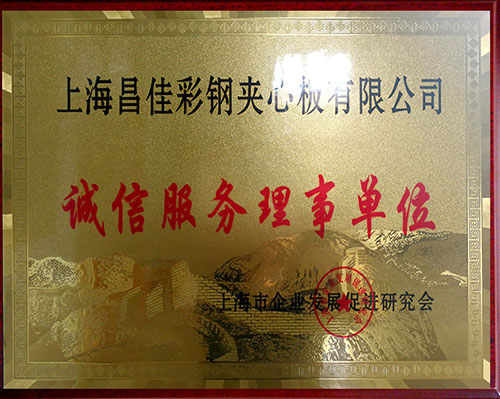 上海昌佳彩钢夹心板有限公司
诚信服务理事单位
上海市企业发展促进研究会